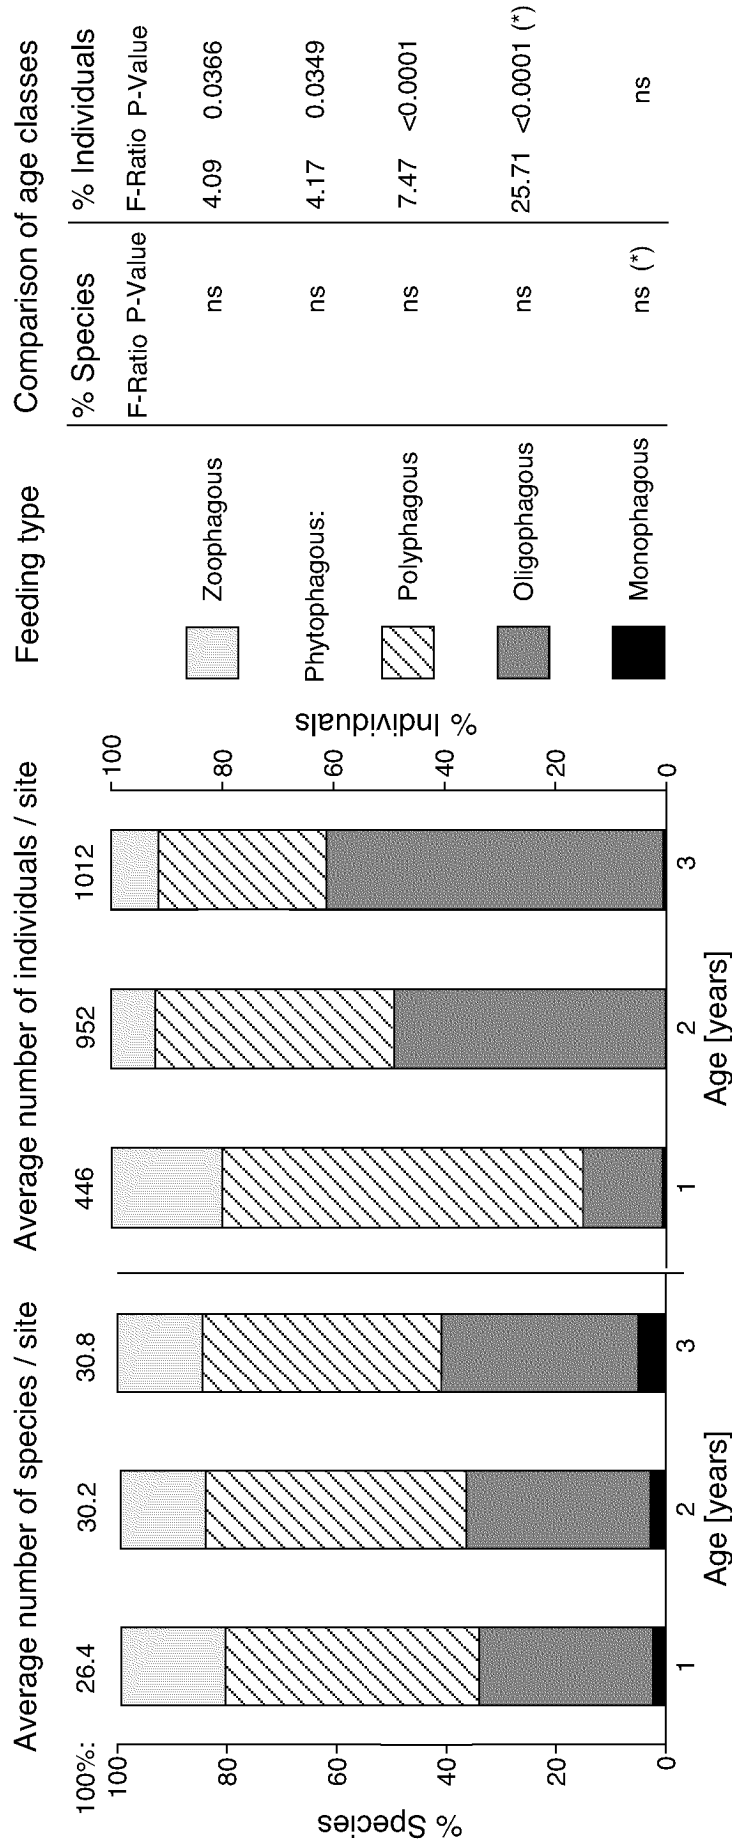 Average number of species / site
100%: 26.4 30.2 30.8
% Species
100
80
60
40
20
0
1 2 3
Age [years]
Average number of individuals / site
446 952 1012
% Individuals
100
80
60
40
20
0
1 2 3
Age [years]
Feeding type
Zoophagous
Phytophagous:
Polyphagous
Oligophagous
Monophagous
Comparison of age classes
% Species % Individuals
F-Ratio P-Value F-Ratio P-Value
ns 4.09 0.0366
ns 4.17 0.0349
ns 7.47 <0.0001
ns 25.71 <0.0001 (*)
ns (*) ns